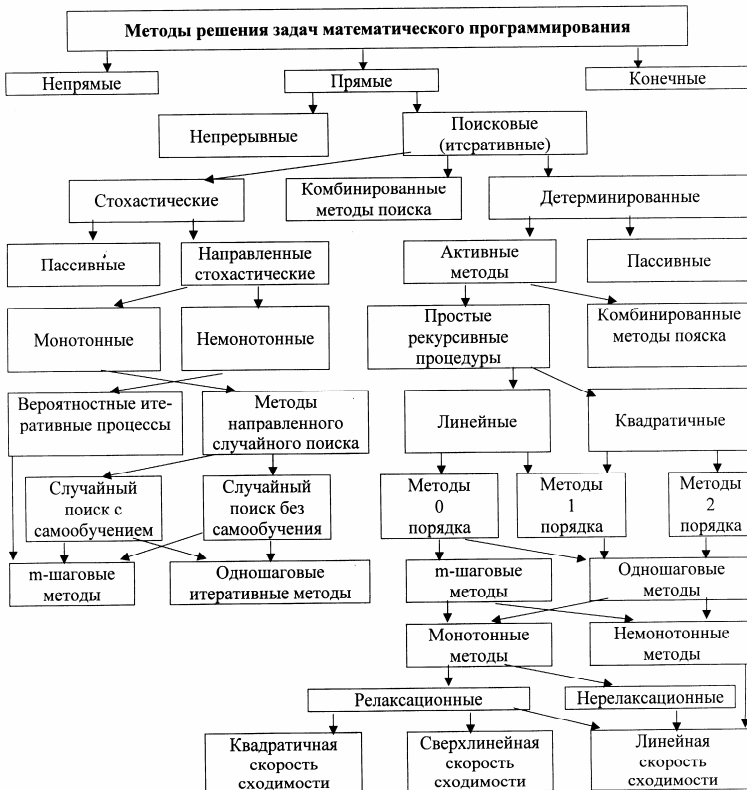 Методы решения задач математического программирования
Непрямые
Прямые
Конечные
Непрерывные
Поисковые
(итсративные)
Стохастические
Комбинированные
методы поиска
Детерминированные
Пассивные
Направленные
стохастические
Активные
методы
Пассивные
Монотонные
Немонотонные
Простые
рекурсивные
процедуры
Комбинированные
методы пояска
Вероятностные ите-
ративные процессы
Методы
направленного
случайного поиска
Линейные
Квадратичные
Случайный
поиск с
самообучением
Случайный
поиск без
самообучения
Методы
0
порядка
Методы
1
порядка
Методы
2
порядка
m-шаговые
методы
Одношаговые
итеративные методы
m-шаговые
методы
Одношаговые
методы
Монотонные
методы
Немонотонные
методы
Релаксационные
Нерелаксационные
Квадратичная
скорость
сходимости
Сверхлинейная
скорость
сходимости
Линейная
скорость
сходимости